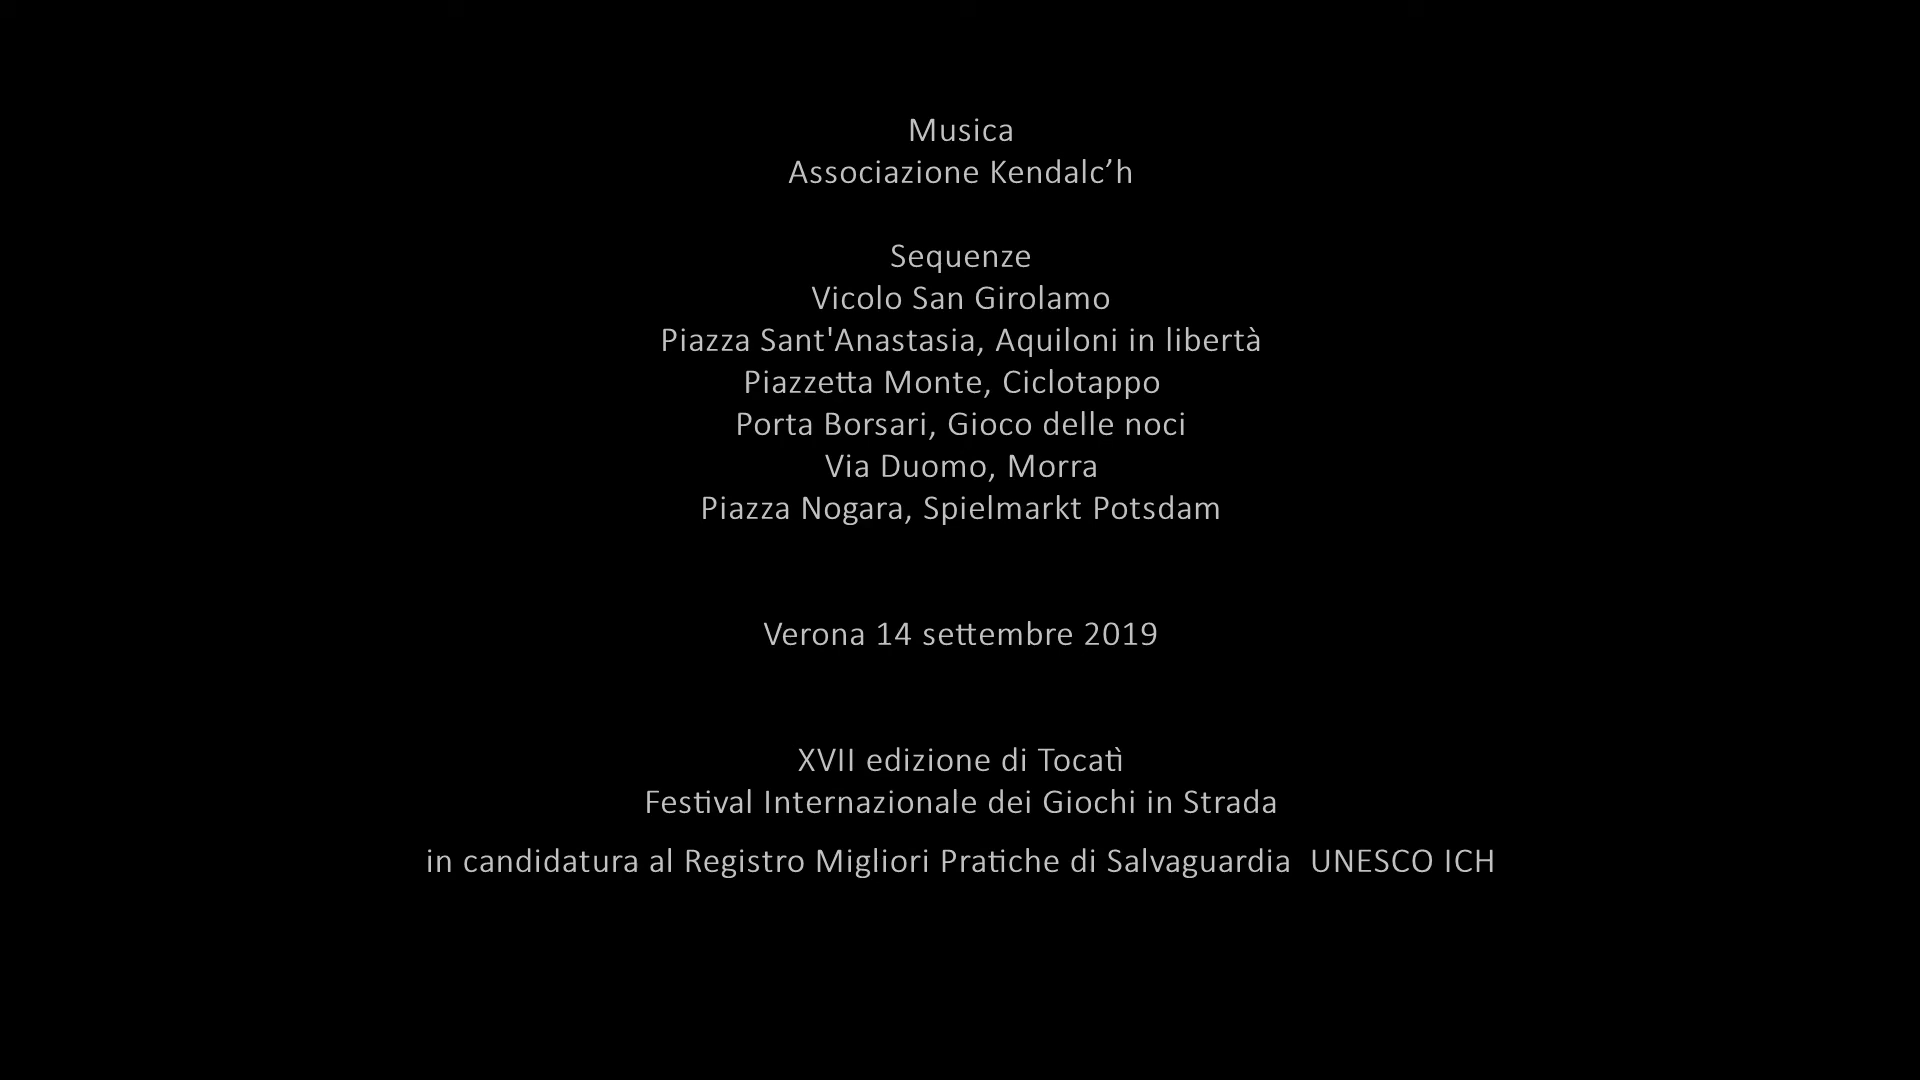 Musica
Associazione Kendalc’h
Sequenze
Vicolo San Girolamo
Piazza Sant'Anastasia, Aquiloni in libertà
Piazzetta Monte, Ciclotappo
Porta Borsari, Gioco delle noci
Via Duomo, Morra
Piazza Nogara, Spielmarkt Potsdam
Verona 14 settembre 2019
XVII edizione di Tocatì
Festival Internazionale dei Giochi in Strada
in candidatura al Registro Migliori Pratiche di Salvaguardia  UNESCO ICH